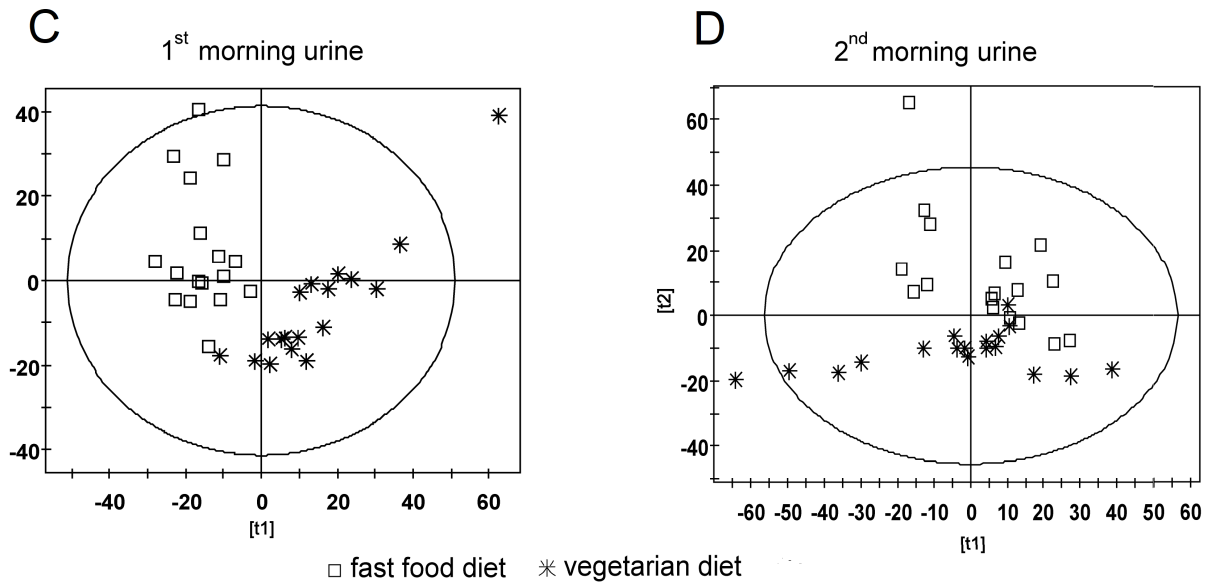 C
1st morning urine
40
20
0
-20
-40
-40 -20 0 20 40 60
[t1]
D
2nd morning urine
[t2]
60
40
20
0
-20
-40
-60 -50 -40 -30 -20 -10 0 10 20 30 40 50 60
[t1]
□ fast food diet ✳ vegetarian diet